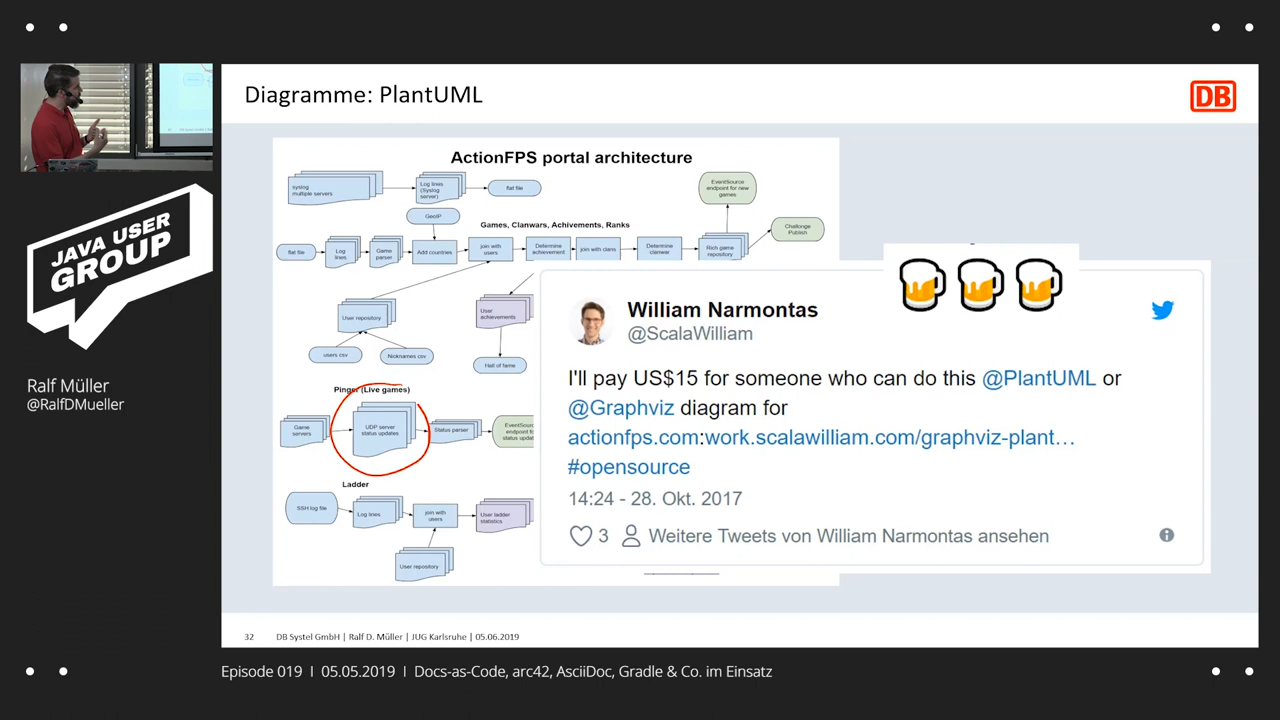 Diagramme: PlantUML
DB
ActionFPS portal architecture
syslog
multiple servers
Log lines
(Syslog
server)
flat file
EventSource
endpoint for new
games
GeoIP
Games, Clanwars, Achivements, Ranks
Challenge
Publish
flat file
Log
lines
Game
parser
Add countries
join with
users
Determine
achievement
join with clans
Determine
clanwar
Rich game
repository
User repository
User
achievements
users csv
Nicknames csv
Hall of fame
Pinger (Live games)
Game
servers
UDP server
status updates
Status parser
EventSourc
endpoint fo
status updat
Ladder
SSH log file
Log lines
join with
users
User ladder
statistics
User repository
William Narmontas
@ScalaWilliam
I'll pay US$15 for someone who can do this @PlantUML or
@Graphviz diagram for
actionfps.com:work.scalawilliam.com/graphviz-plant…
#opensource
14:24 - 28. Okt. 2017
3 Weitere Tweets von William Narmontas ansehen
JAVA USER
GROUP
Ralf Müller
@RalfDMueller
32 DB Systel GmbH | Ralf D. Müller | JUG Karlsruhe | 05.06.2019
Episode 019 I 05.05.2019 I Docs-as-Code, arc42, AsciiDoc, Gradle & Co. im Einsatz